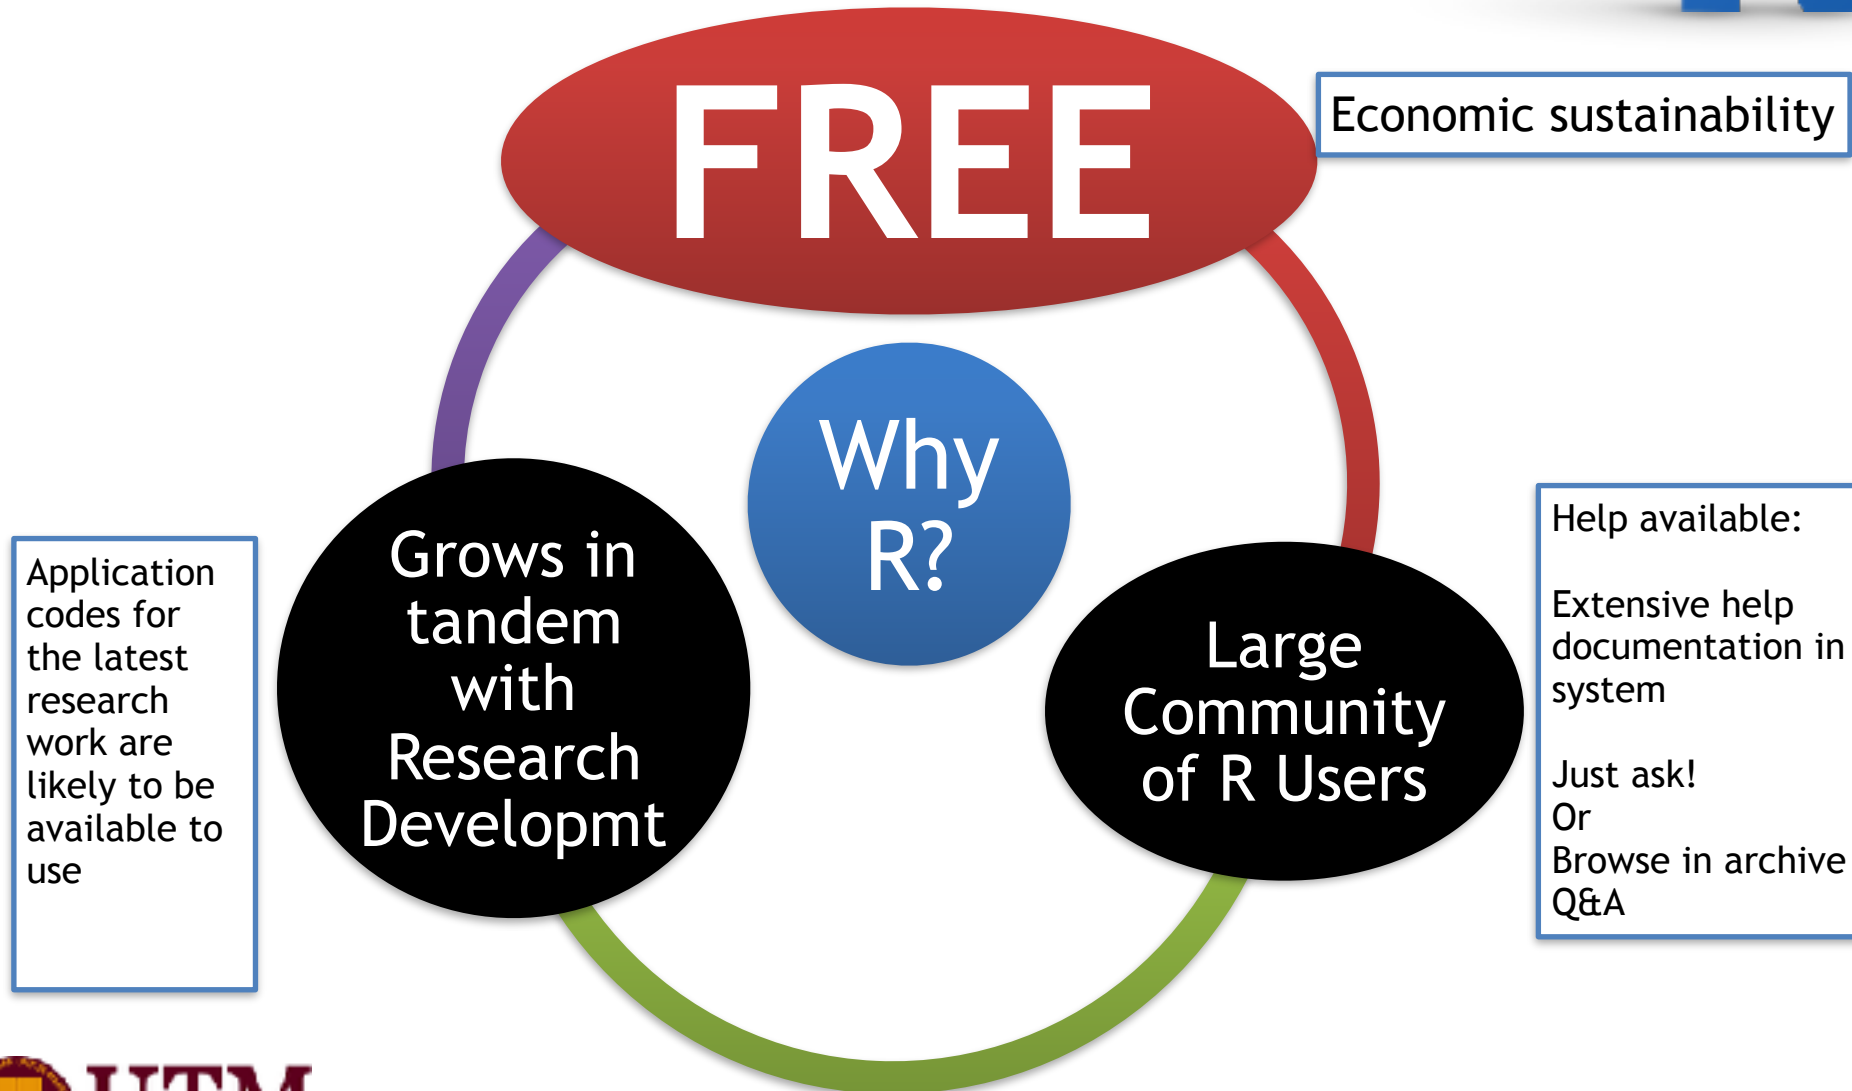 FREE
Economic sustainability
Why
R?
Grows in
tandem
with
Research
Developmt
Application
codes for
the latest
research
work are
likely to be
available to
use
Large
Community
of R Users
Help available:
Extensive help
documentation in
system
Just ask!
Or
Browse in archive
Q&A
UTM